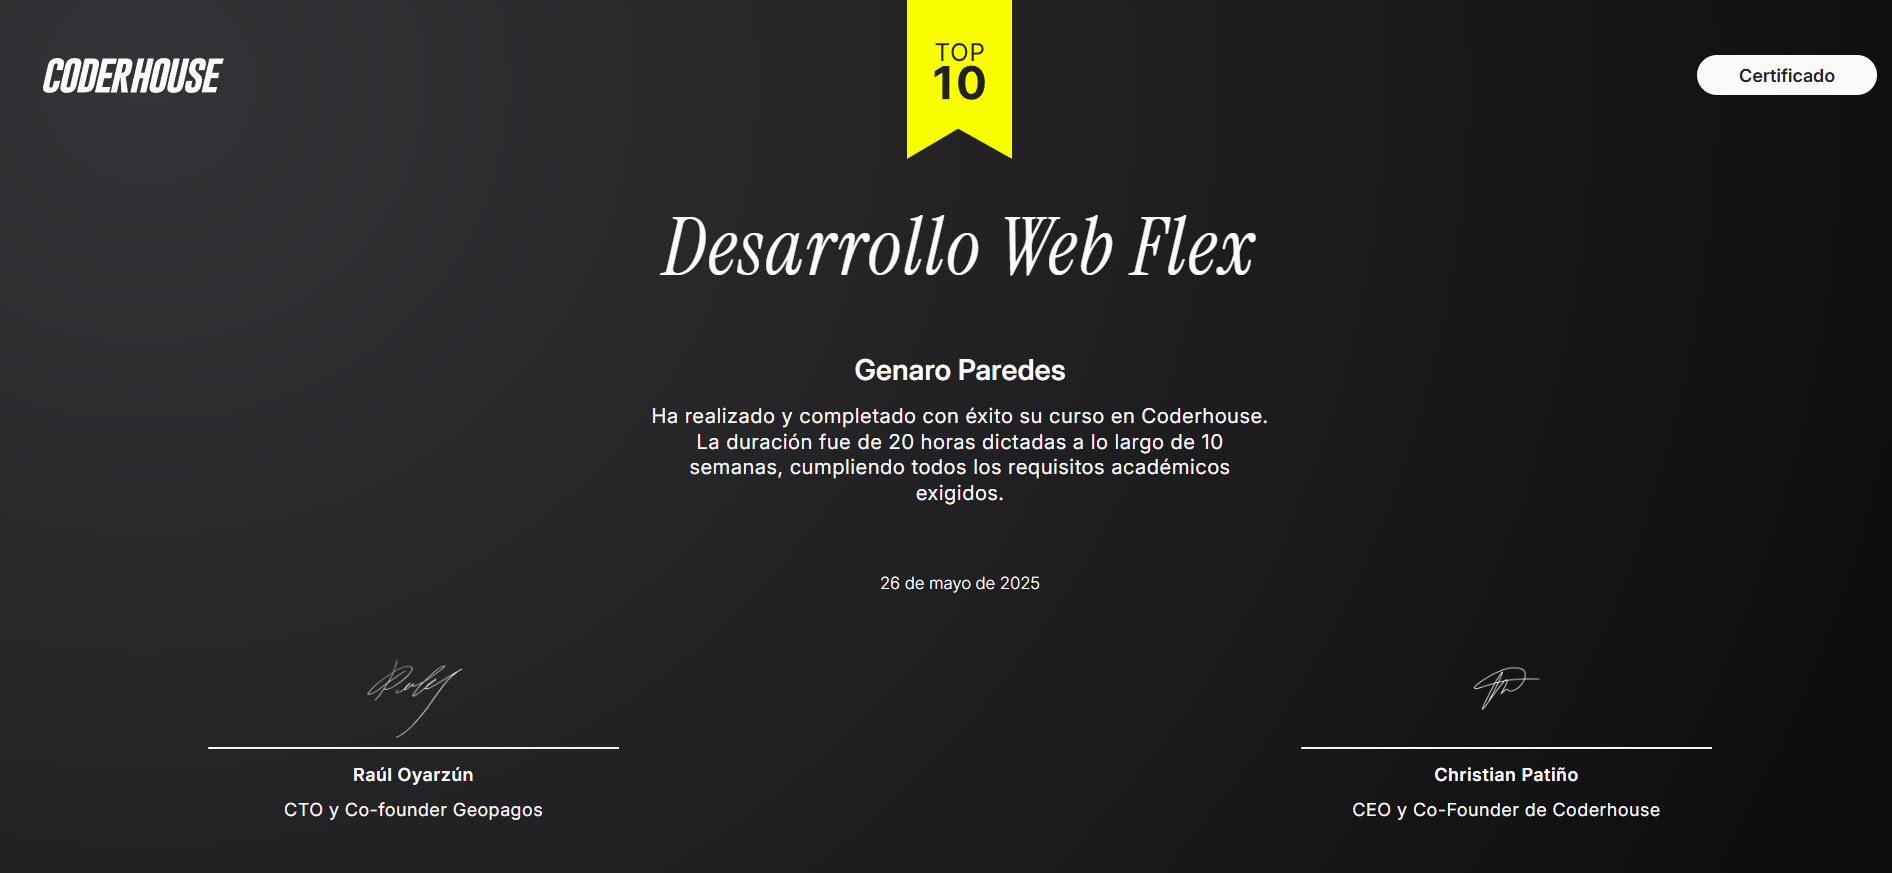 CODERHOUSE
TOP
10
Certificado
Desarrollo Web Flex
Genaro Paredes
Ha realizado y completado con éxito su curso en Coderhouse.
La duración fue de 20 horas dictadas a lo largo de 10
semanas, cumpliendo todos los requisitos académicos
exigidos.
26 de mayo de 2025
Raúl Oyarzún
CTO y Co-founder Geopagos
Christian Patiño
CEO y Co-Founder de Coderhouse